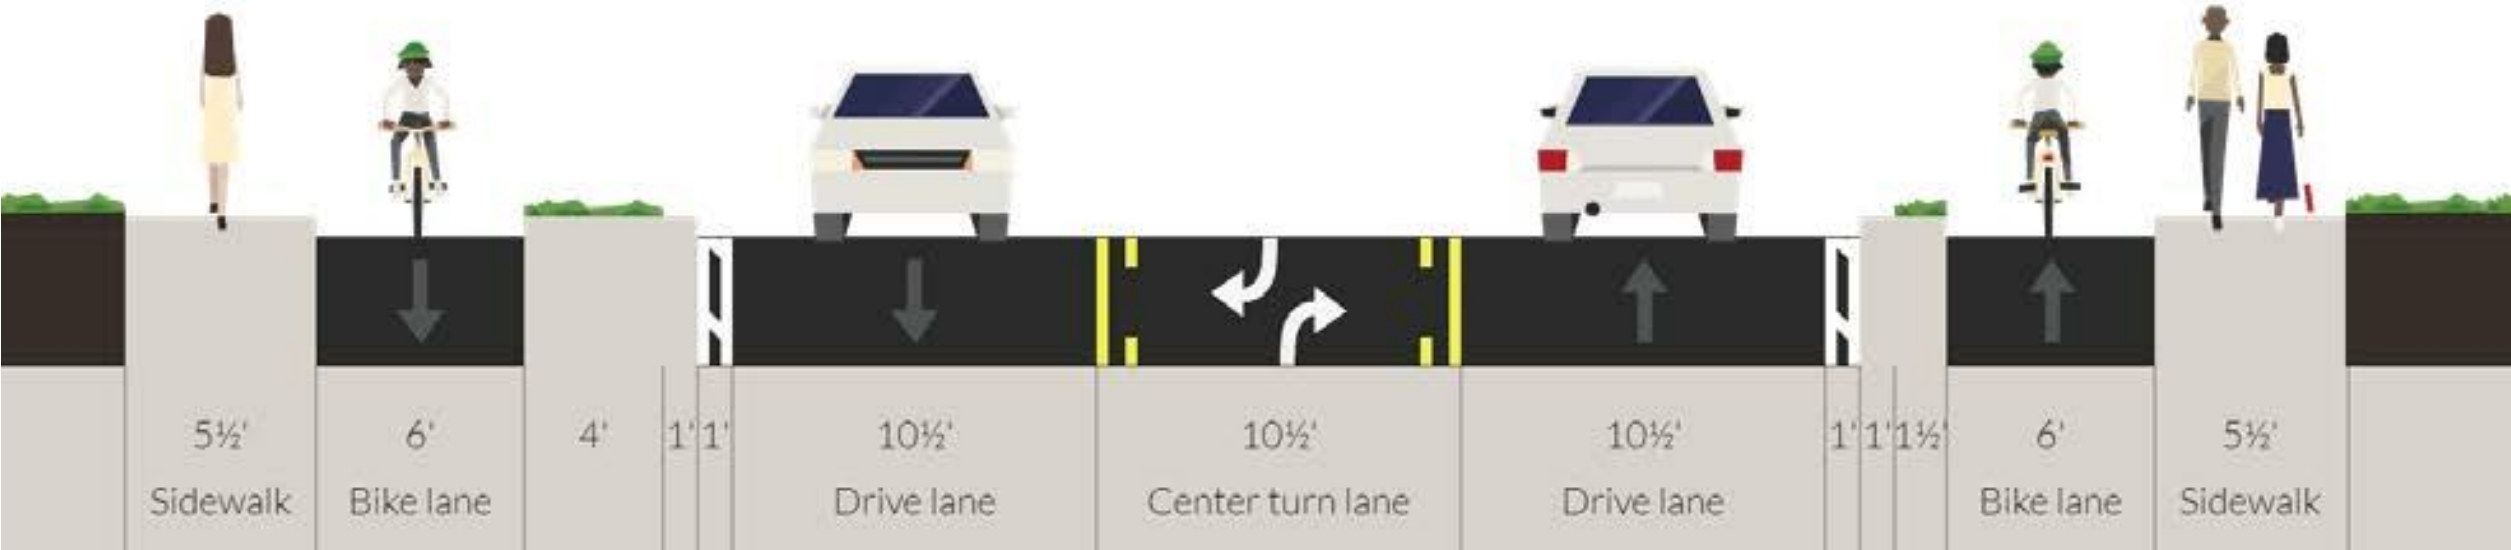 5½' 6' 4' 1' 1' 10½' 10½' 10½' 1' 1' 1½' 6' 5½'
Sidewalk Bike lane Drive lane Center turn lane Drive lane Bike lane Sidewalk